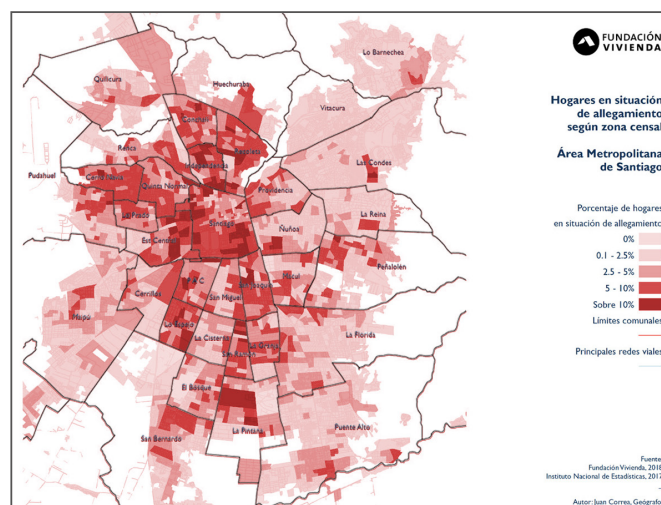 FUNDACIÓN
VIVIENDA
Hogares en situación
de allegamiento
según zona censal
Área Metropolitana
de Santiago
Porcentaje de hogares
en situación de allegamiento
0%
0.1 - 2.5%
2.5 - 5%
5 - 10%
Sobre 10%
Límites comunales
Principales redes viales
Fuente
Fundación Vivienda, 2018
Instituto Nacional de Estadísticas, 2017
Autor: Juan Correa, Geógrafo
Lo Barnechea
Quilicura
Huechuraba
Vitacura
Conchalí
Renca
Recoleta
Independencia
Las Condes
Pudahuel
Cerro Navia
Quinta Normal
Providencia
La Reina
Lo Prado
Santiago
Ñuñoa
Est. Central
Peñalolén
Macul
San Joaquín
Cerrillos
San Miguel
Maipú
Lo Espejo
La Cisterna
La Granja
San Ramón
La Florida
El Bosque
La Pintana
Puente Alto
San Bernardo